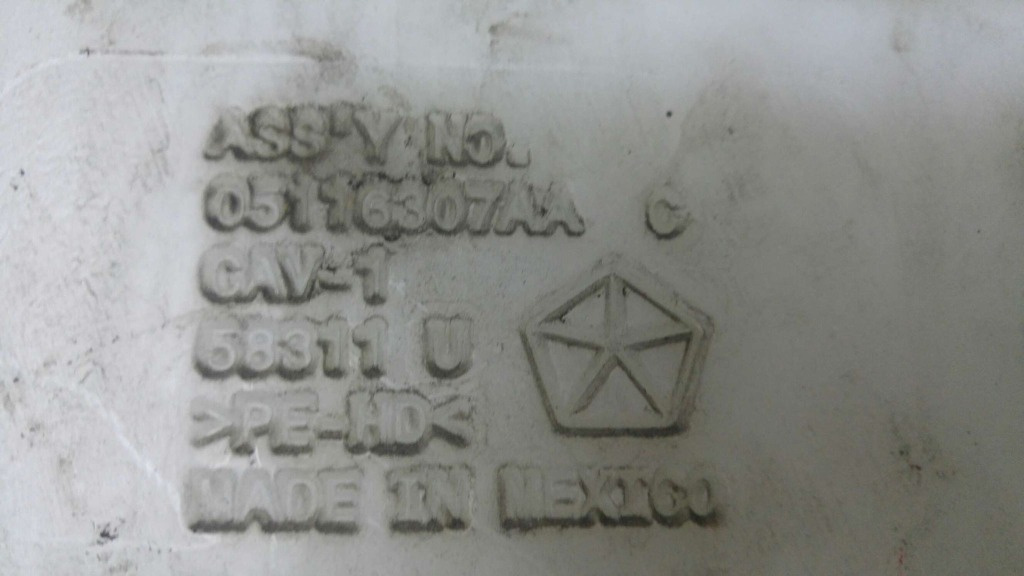 ASS'Y NO.
05116307AA C
CAV-1
58311 U
>PE-HD<
MADE IN MEXICO